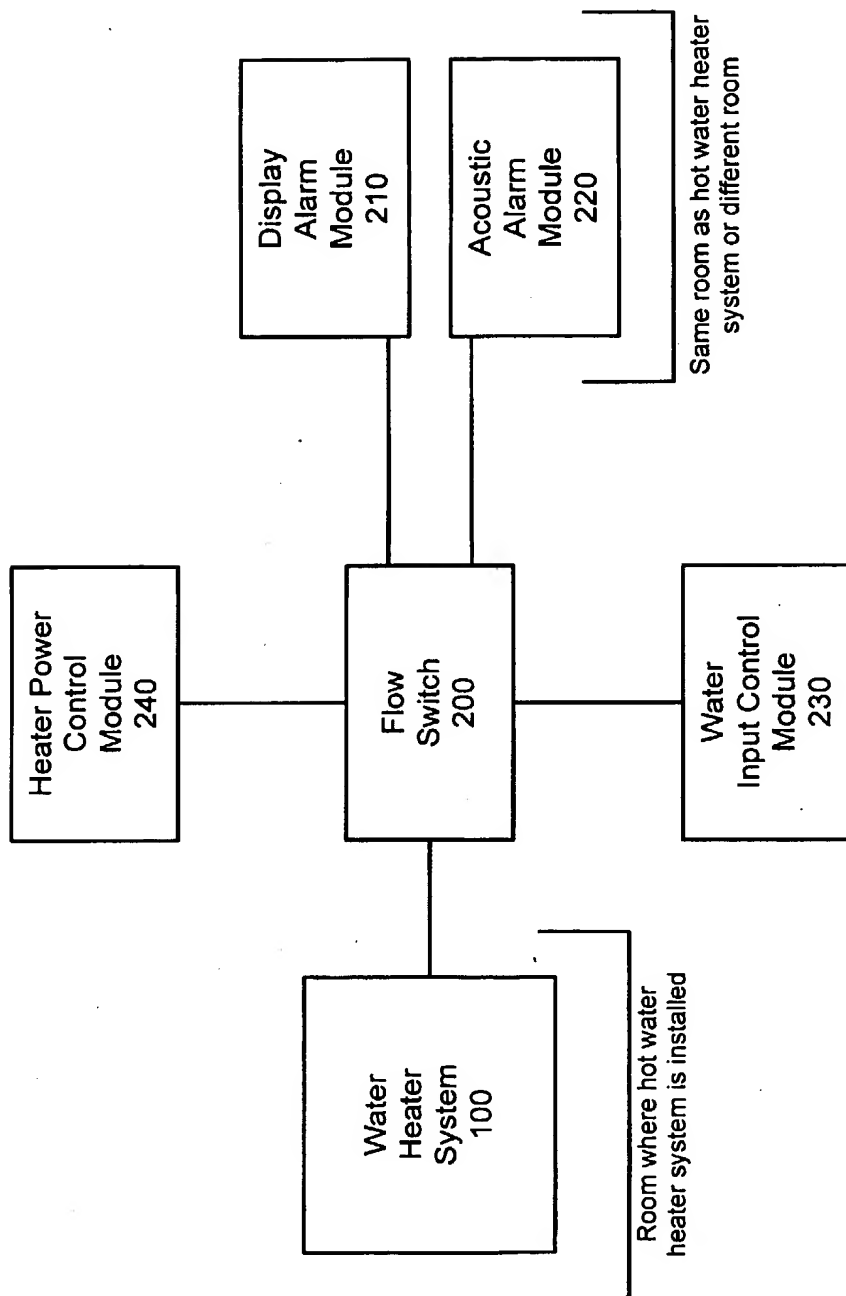 Heater Power
Control
Module
240
Water
Heater
System
100
Flow
Switch
200
Display
Alarm
Module
210
Acoustic
Alarm
Module
220
Water
Input Control
Module
230
Room where hot water
heater system is installed
Same room as hot water heater
system or different room